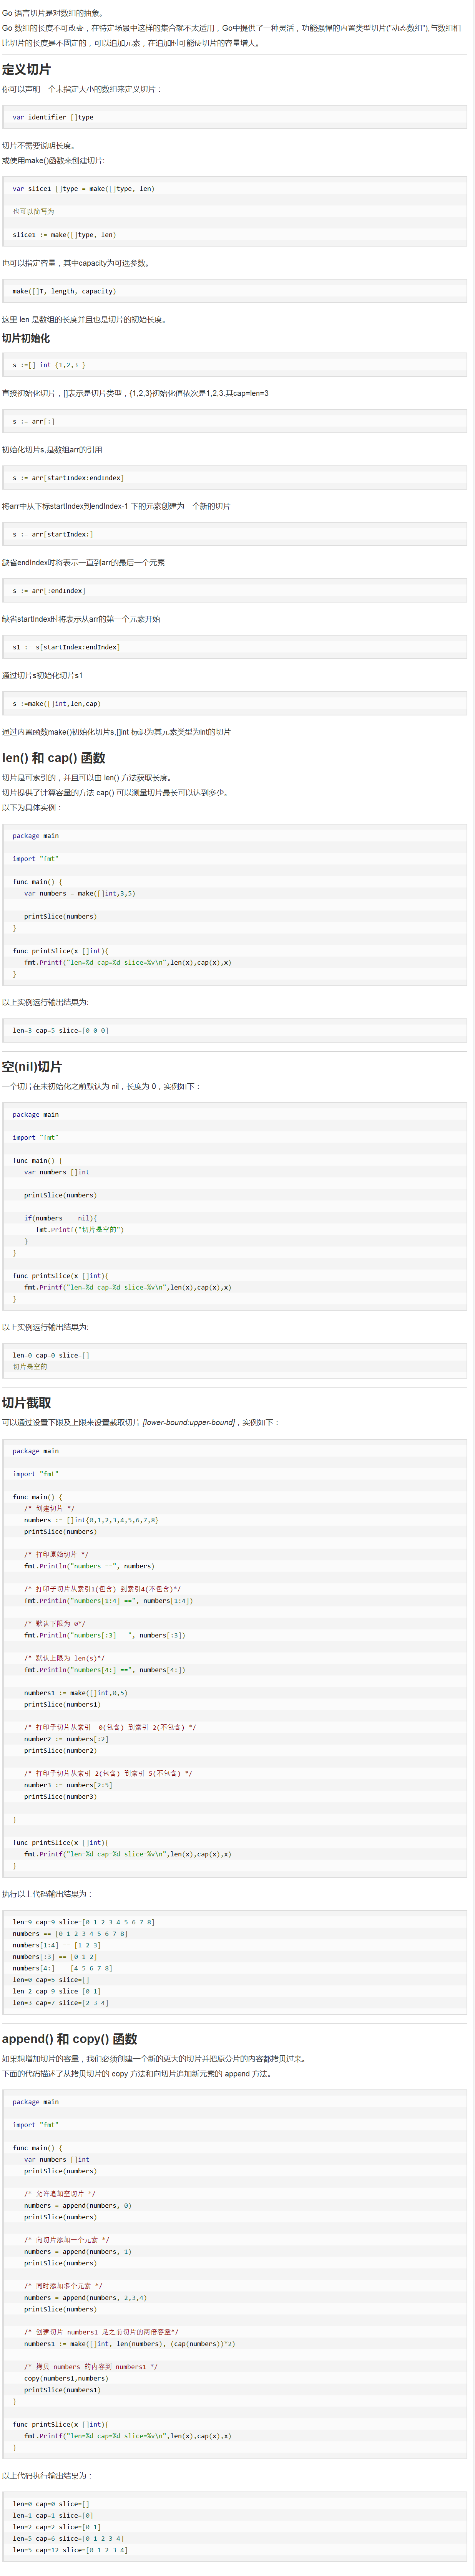 Go 语言切片是对数组的抽象。
Go 数组的长度不可改变，在特定场景中这样的集合就不太适用，Go中提供了一种灵活，功能强悍的内置类型切片("动态数组"),与数组相
比切片的长度是不固定的，可以追加元素，在追加时可能使切片的容量增大。
定义切片
你可以声明一个未指定大小的数组来定义切片：
var identifier []type
切片不需要说明长度。
或使用make()函数来创建切片:
var slice1 []type = make([]type, len)
也可以简写为
slice1 := make([]type, len)
也可以指定容量，其中capacity为可选参数。
make([]T, length, capacity)
这里 len 是数组的长度并且也是切片的初始长度。
切片初始化
s :=[] int {1,2,3 }
直接初始化切片，[]表示是切片类型，{1,2,3}初始化值依次是1,2,3.其cap=len=3
s := arr[:]
初始化切片s,是数组arr的引用
s := arr[startIndex:endIndex]
将arr中从下标startIndex到endIndex-1 下的元素创建为一个新的切片
s := arr[startIndex:]
缺省endIndex时将表示一直到arr的最后一个元素
s := arr[:endIndex]
缺省startIndex时将表示从arr的第一个元素开始
s1 := s[startIndex:endIndex]
通过切片s初始化切片s1
s :=make([]int,len,cap)
通过内置函数make()初始化切片s,[]int 标识为其元素类型为int的切片
len() 和 cap() 函数
切片是可索引的，并且可以由 len() 方法获取长度。
切片提供了计算容量的方法 cap() 可以测量切片最长可以达到多少。
以下为具体实例：
package main
import "fmt"
func main() {
   var numbers = make([]int,3,5)
   printSlice(numbers)
}
func printSlice(x []int){
   fmt.Printf("len=%d cap=%d slice=%v\n",len(x),cap(x),x)
}
以上实例运行输出结果为:
len=3 cap=5 slice=[0 0 0]
空(nil)切片
一个切片在未初始化之前默认为 nil，长度为 0，实例如下：
package main
import "fmt"
func main() {
   var numbers []int
   printSlice(numbers)
   if(numbers == nil){
      fmt.Printf("切片是空的")
   }
}
func printSlice(x []int){
   fmt.Printf("len=%d cap=%d slice=%v\n",len(x),cap(x),x)
}
以上实例运行输出结果为:
len=0 cap=0 slice=[]
切片是空的
切片截取
可以通过设置下限及上限来设置截取切片 [lower-bound:upper-bound]，实例如下：
package main
import "fmt"
func main() {
   /* 创建切片 */
   numbers := []int{0,1,2,3,4,5,6,7,8}
   printSlice(numbers)
   /* 打印原始切片 */
   fmt.Println("numbers ==", numbers)
   /* 打印子切片从索引1(包含) 到索引4(不包含)*/
   fmt.Println("numbers[1:4] ==", numbers[1:4])
   /* 默认下限为 0*/
   fmt.Println("numbers[:3] ==", numbers[:3])
   /* 默认上限为 len(s)*/
   fmt.Println("numbers[4:] ==", numbers[4:])
   numbers1 := make([]int,0,5)
   printSlice(numbers1)
   /* 打印子切片从索引  0(包含) 到索引 2(不包含) */
   number2 := numbers[:2]
   printSlice(number2)
   /* 打印子切片从索引 2(包含) 到索引 5(不包含) */
   number3 := numbers[2:5]
   printSlice(number3)
}
func printSlice(x []int){
   fmt.Printf("len=%d cap=%d slice=%v\n",len(x),cap(x),x)
}
执行以上代码输出结果为：
len=9 cap=9 slice=[0 1 2 3 4 5 6 7 8]
numbers == [0 1 2 3 4 5 6 7 8]
numbers[1:4] == [1 2 3]
numbers[:3] == [0 1 2]
numbers[4:] == [4 5 6 7 8]
len=0 cap=5 slice=[]
len=2 cap=9 slice=[0 1]
len=3 cap=7 slice=[2 3 4]
append() 和 copy() 函数
如果想增加切片的容量，我们必须创建一个新的更大的切片并把原分片的内容都拷贝过来。
下面的代码描述了从拷贝切片的 copy 方法和向切片追加新元素的 append 方法。
package main
import "fmt"
func main() {
   var numbers []int
   printSlice(numbers)
   /* 允许追加空切片 */
   numbers = append(numbers, 0)
   printSlice(numbers)
   /* 向切片添加一个元素 */
   numbers = append(numbers, 1)
   printSlice(numbers)
   /* 同时添加多个元素 */
   numbers = append(numbers, 2,3,4)
   printSlice(numbers)
   /* 创建切片 numbers1 是之前切片的两倍容量*/
   numbers1 := make([]int, len(numbers), (cap(numbers))*2)
   /* 拷贝 numbers 的内容到 numbers1 */
   copy(numbers1,numbers)
   printSlice(numbers1)
}
func printSlice(x []int){
   fmt.Printf("len=%d cap=%d slice=%v\n",len(x),cap(x),x)
}
以上代码执行输出结果为：
len=0 cap=0 slice=[]
len=1 cap=1 slice=[0]
len=2 cap=2 slice=[0 1]
len=5 cap=6 slice=[0 1 2 3 4]
len=5 cap=12 slice=[0 1 2 3 4]